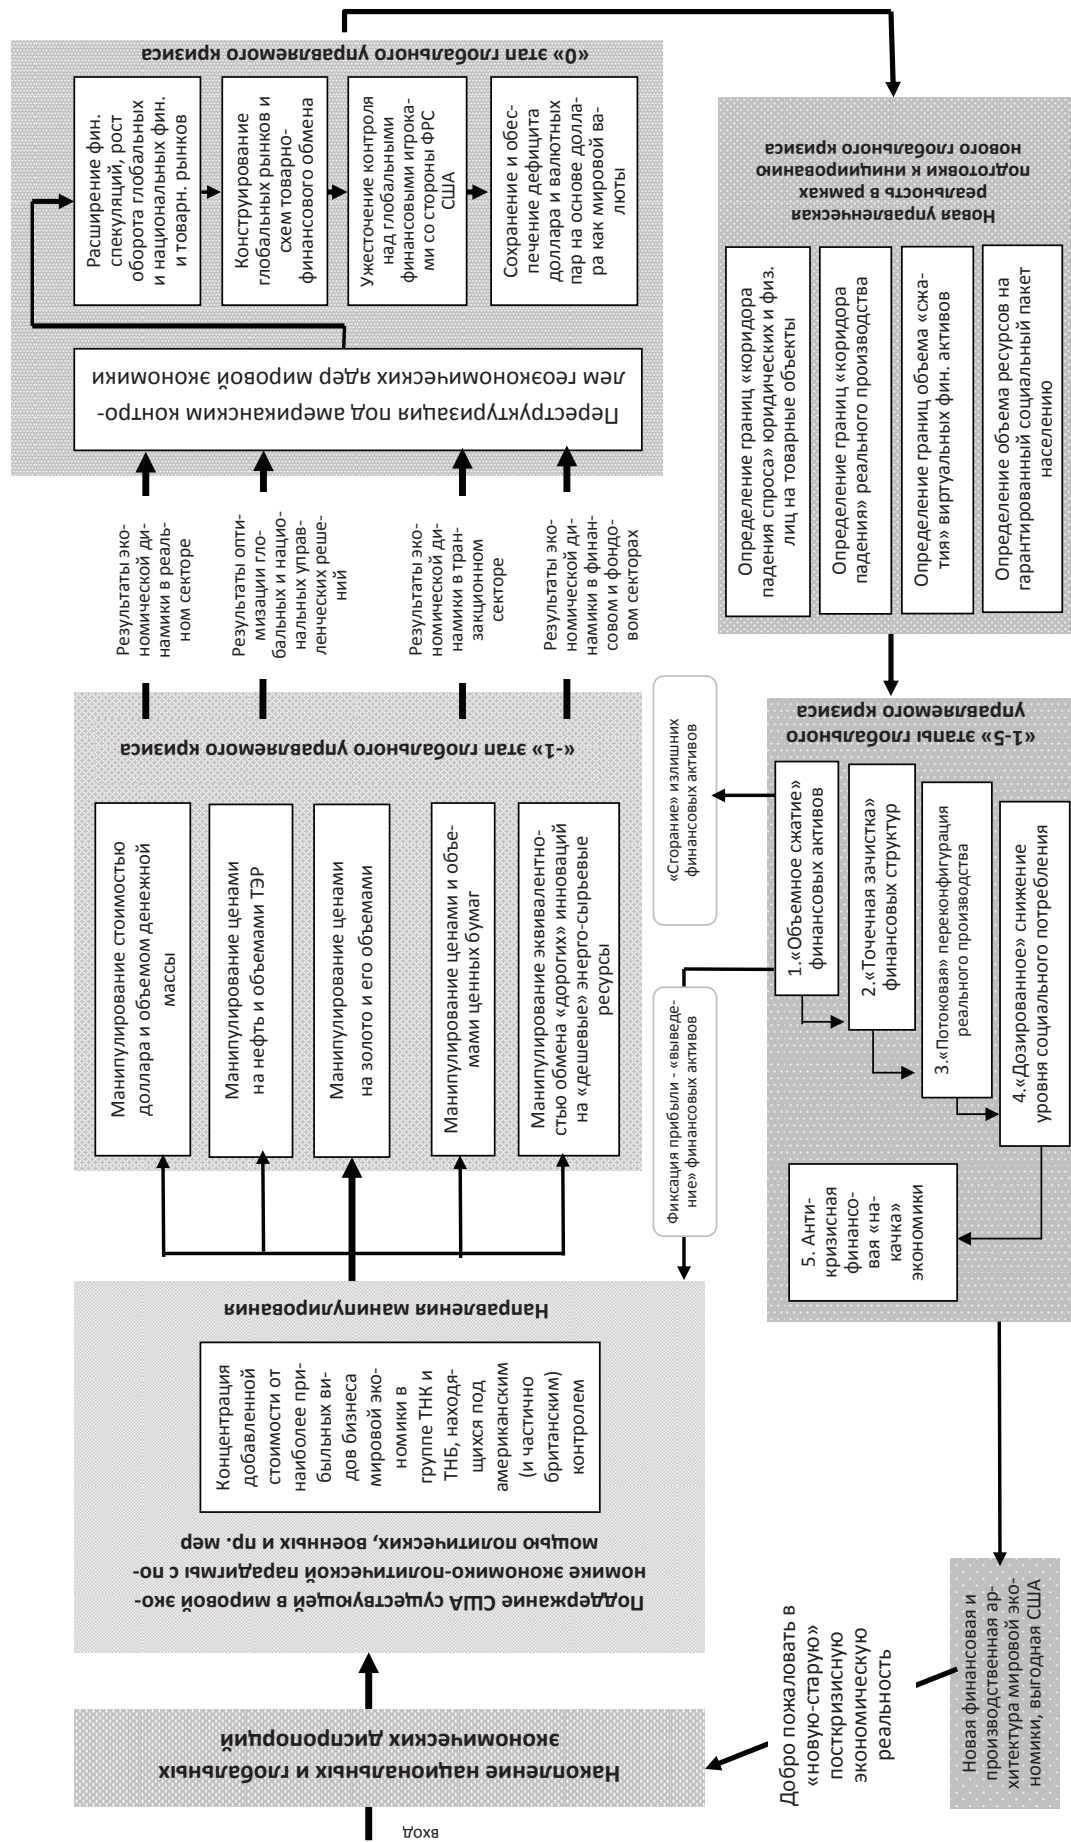 вход
Накопление национальных и глобальных
экономических диспропорций
Поддержание США существующей в мировой эко-
номике экономико-политической парадигмы с по-
мощью политических, военных и пр. мер
Концентрация
добавленной
стоимости от
наиболее при-
быльных ви-
дов бизнеса
мировой эко-
номики в
группе ТНК и
ТНБ, находя-
щихся под
американским
(и частично
британским)
контролем
Направления манипулирования
Манипулирование стоимостью
доллара и объемом денежной
массы
Манипулирование ценами
на нефть и объемами ТЭР
Манипулирование ценами
на золото и его объемами
Манипулирование ценами и объе-
мами ценных бумаг
Манипулирование эквивалентно-
стью обмена «дорогих» инноваций
на «дешевые» энерго-сырьевые
ресурсы
«-1» этап глобального управляемого кризиса
Результаты эко-
номической ди-
намики в реаль-
ном секторе
Результаты опти-
мизации гло-
бальных и нацио-
нальных управ-
ленческих реше-
ний
Результаты эко-
номической ди-
намики в тран-
закционном
секторе
Результаты эко-
номической ди-
намики в финан-
совом и фондо-
вом секторах
Переструктуризация под американским контро-
лем геоэкономических ядер мировой экономики
Расширение фин.
спекуляций, рост
оборота глобальных
и национальных фин.
и товарн. рынков
Конструирование
глобальных рынков и
схем товарно-
финансового обмена
Ужесточение контроля
над глобальными
финансовыми игрока-
ми со стороны ФРС
США
Сохранение и обес-
печение дефицита
доллара и валютных
пар на основе долла-
ра как мировой ва-
люты
«0» этап глобального управляемого кризиса
Новая управленческая
реальность в рамках
подготовки к инициированию
нового глобального кризиса
Определение границ «коридора
падения спроса» юридических и физ.
лиц на товарные объекты
Определение границ «коридора
падения» реального производства
Определение границ объема «сжа-
тия» виртуальных фин. активов
Определение объема ресурсов на
гарантированный социальный пакет
населению
«1-5» этапы глобального
управляемого кризиса
1.«Объемное сжатие»
финансовых активов
2.«Точечная зачистка»
финансовых структур
3.«Потоковая» переконфигурация
реального производства
4.«Дозированное» снижение
уровня социального потребления
5. Анти-
кризисная
финансо-
вая «на-
качка»
экономики
«Сгорание» излишних
финансовых активов
Фиксация прибыли - «выведе-
ние» финансовых активов
Новая финансовая и
производственная ар-
хитектура мировой эко-
номики, выгодная США
Добро пожаловать в
«новую-старую»
посткризисную
экономическую
реальность